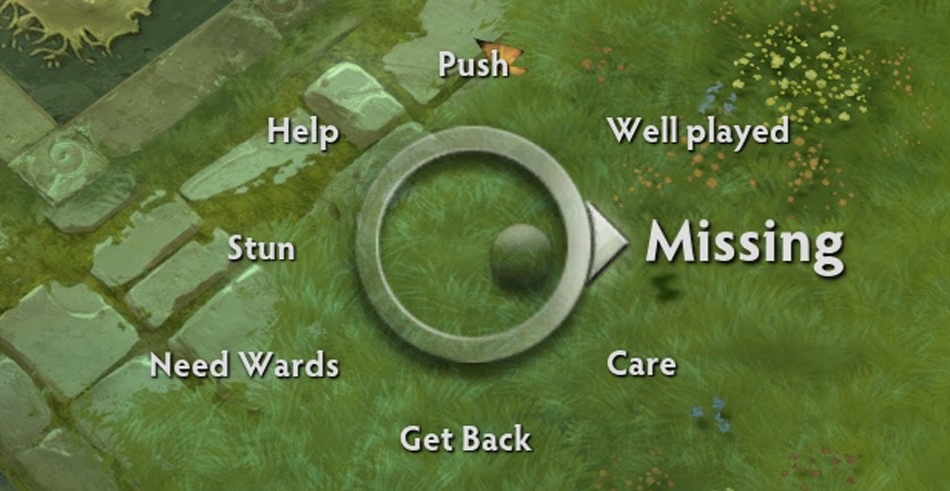 Push
Help
Well played
Stun
Missing
Need Wards
Care
Get Back